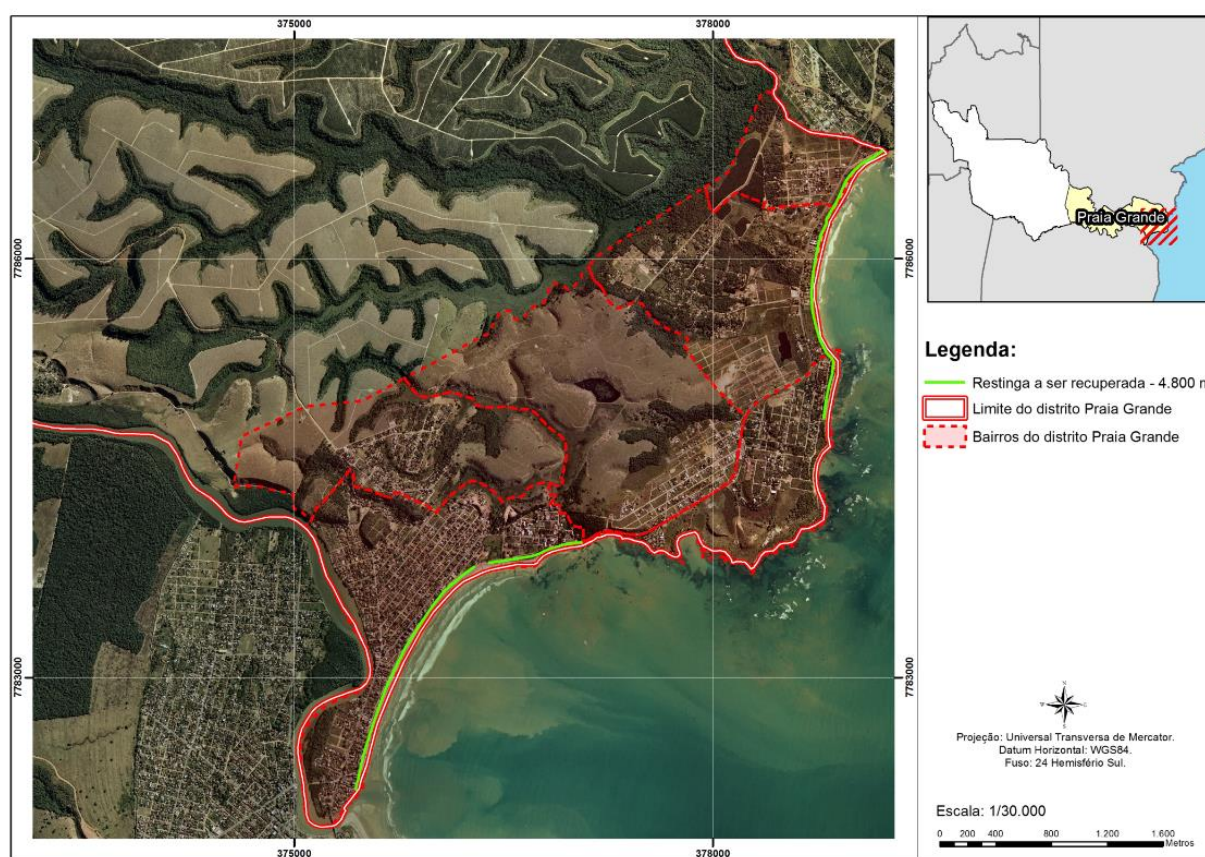 375000
378000
7786000
7786000
7783000
7783000
375000
378000
Praia Grande
Legenda:
Restinga a ser recuperada - 4.800 m
Limite do distrito Praia Grande
Bairros do distrito Praia Grande
N
Projeção: Universal Transversa de Mercator.
Datum Horizontal: WGS84.
Fuso: 24 Hemisfério Sul.
Escala: 1/30.000
0 200 400 800 1.200 1.600
Metros